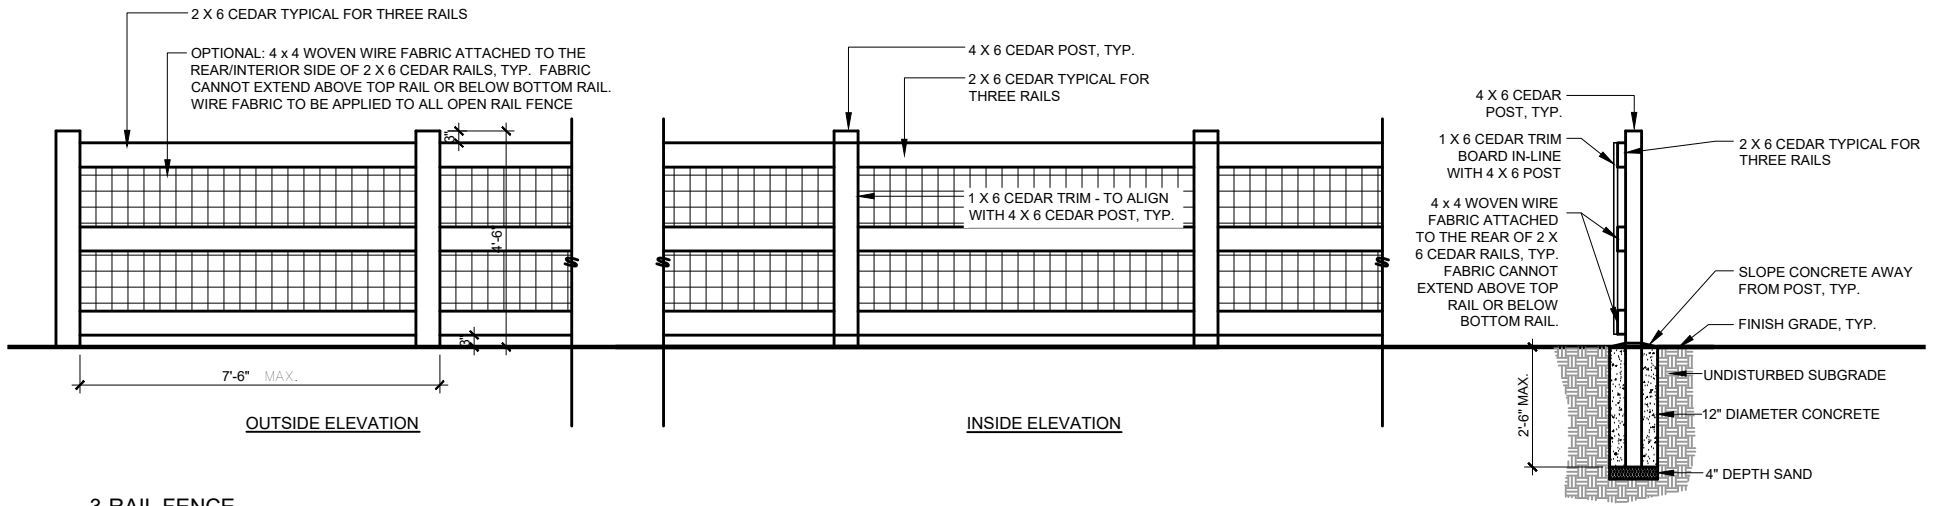 2 X 6 CEDAR TYPICAL FOR THREE RAILS
OPTIONAL: 4 x 4 WOVEN WIRE FABRIC ATTACHED TO THE
REAR/INTERIOR SIDE OF 2 X 6 CEDAR RAILS, TYP. FABRIC
CANNOT EXTEND ABOVE TOP RAIL OR BELOW BOTTOM RAIL.
WIRE FABRIC TO BE APPLIED TO ALL OPEN RAIL FENCE
3"
4'-6"
3"
7'-6" MAX.
OUTSIDE ELEVATION
4 X 6 CEDAR POST, TYP.
2 X 6 CEDAR TYPICAL FOR
THREE RAILS
1 X 6 CEDAR TRIM - TO ALIGN
WITH 4 X 6 CEDAR POST, TYP.
INSIDE ELEVATION
4 X 6 CEDAR
POST, TYP.
1 X 6 CEDAR TRIM
BOARD IN-LINE
WITH 4 X 6 POST
4 x 4 WOVEN WIRE
FABRIC ATTACHED
TO THE REAR OF 2 X
6 CEDAR RAILS, TYP.
FABRIC CANNOT
EXTEND ABOVE TOP
RAIL OR BELOW
BOTTOM RAIL.
2 X 6 CEDAR TYPICAL FOR
THREE RAILS
SLOPE CONCRETE AWAY
FROM POST, TYP.
FINISH GRADE, TYP.
UNDISTURBED SUBGRADE
12" DIAMETER CONCRETE
4" DEPTH SAND
2'-6" MAX.
3-RAIL FENCE